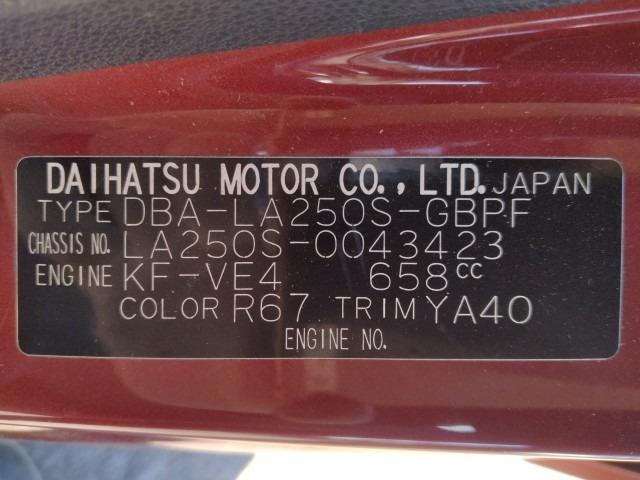 DAIHATSU MOTOR CO., LTD. JAPAN
TYPE DBA-LA250S-GBPF
CHASSIS NO. LA250S-0043423
ENGINE KF-VE4 658cc
COLOR R67 TRIM YA40
ENGINE NO.